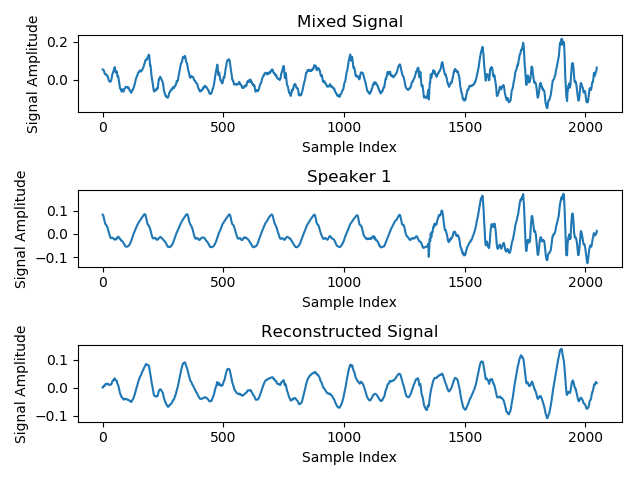 Mixed Signal
Signal Amplitude
0.2
0.0
0 500 1000 1500 2000
Sample Index
Speaker 1
Signal Amplitude
0.1
0.0
−0.1
0 500 1000 1500 2000
Sample Index
Reconstructed Signal
Signal Amplitude
0.1
0.0
−0.1
0 500 1000 1500 2000
Sample Index